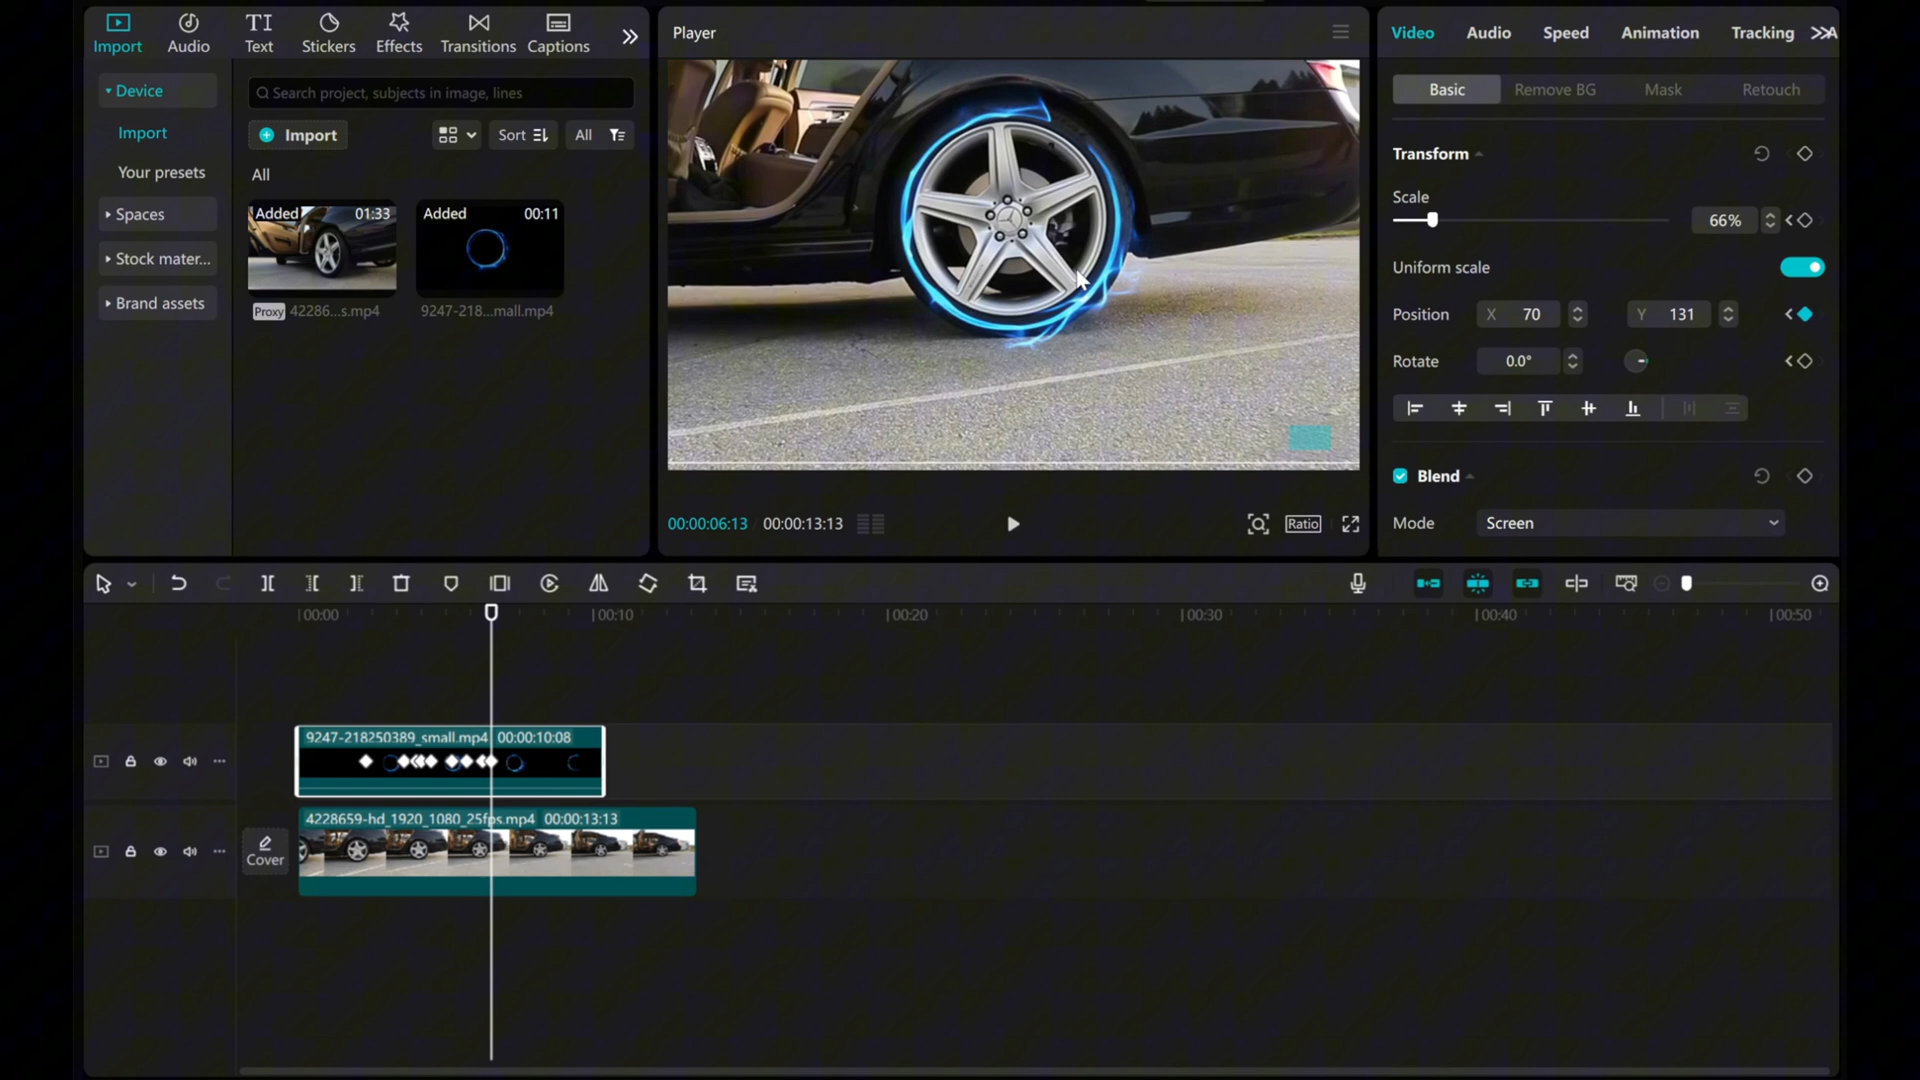 Import
Audio
TI
Text
Stickers
Effects
Transitions
Captions
Device
Import
Your presets
Spaces
Stock mater...
Brand assets
Search project, subjects in image, lines
Import
Sort
All
All
Added 01:33
Proxy 42286...s.mp4
Added 00:11
9247-218...mall.mp4
Player
00:00:06:13 00:00:13:13
Ratio
Video
Audio
Speed
Animation
Tracking
A
Basic
Remove BG
Mask
Retouch
Transform
Scale
66%
Uniform scale
Position X 70 Y 131
Rotate 0.0°
Blend
Mode Screen
00:00
00:10
00:20
00:30
00:40
00:50
9247-218250389_small.mp4 00:00:10:08
Cover
4228659-hd_1920_1080_25fps.mp4 00:00:13:13